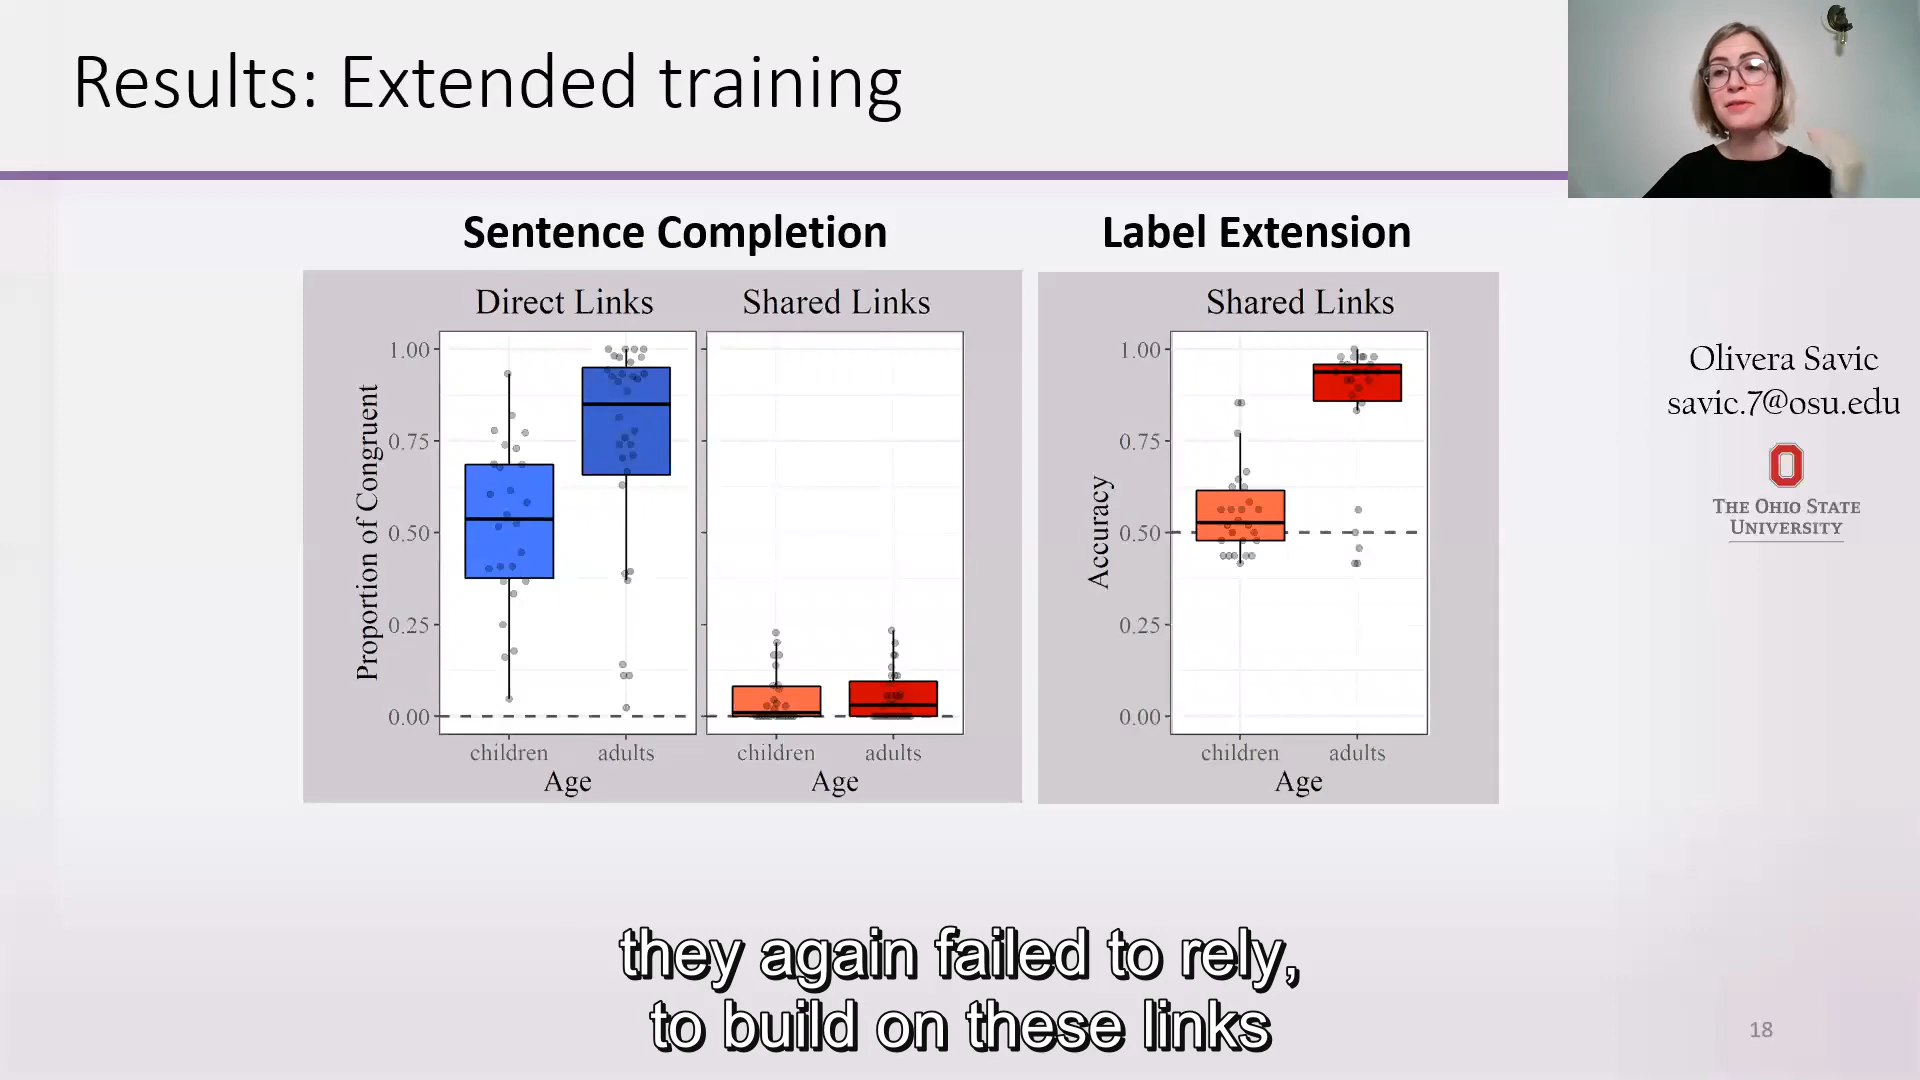 Results: Extended training
Sentence Completion
Direct Links
Shared Links
Proportion of Congruent
1.00
0.75
0.50
0.25
0.00
children
adults
Age
children
adults
Age
Label Extension
Shared Links
Accuracy
1.00
0.75
0.50
0.25
0.00
children
adults
Age
Olivera Savic
savic.7@osu.edu
THE OHIO STATE
UNIVERSITY
they again failed to rely,
to build on these links
18